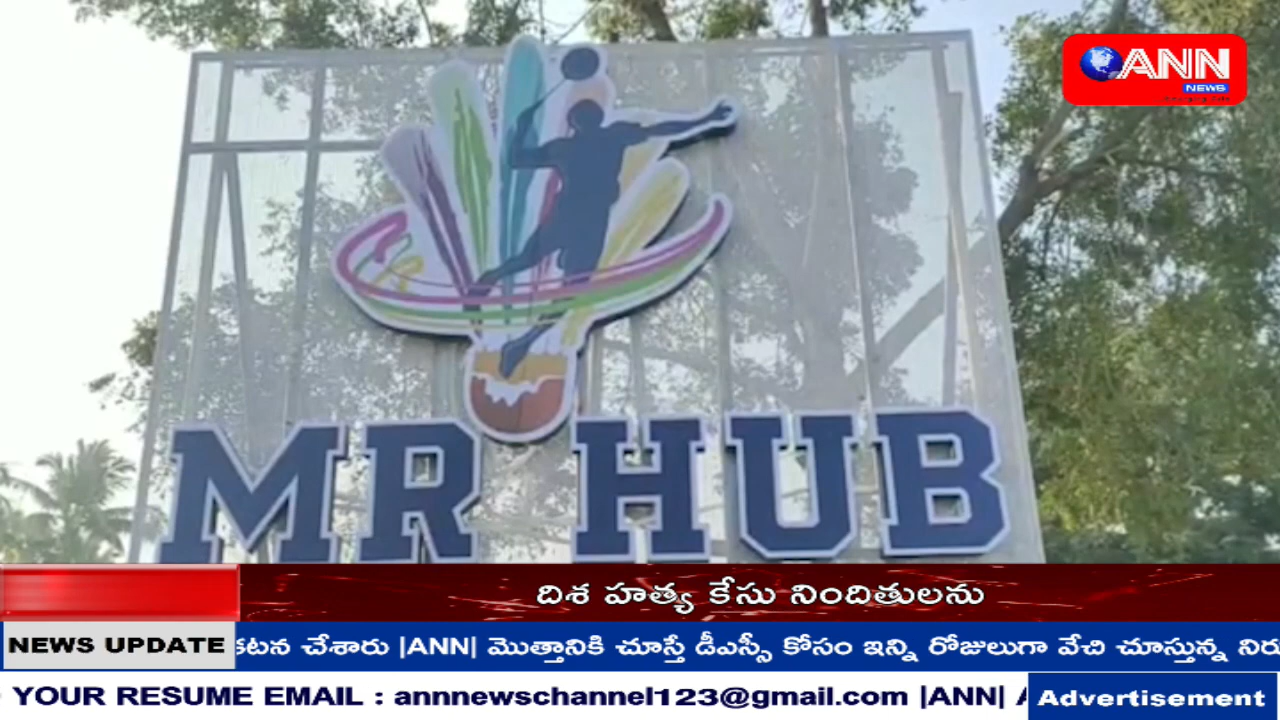 ANN
NEWS
MR HUB
దిశ హత్య కేసు నిందితులను
NEWS UPDATE
చేశారు |ANN| మొత్తానికి చూస్తే డీఎస్సీ కోసం ఇన్ని రోజులుగా వేచి చూస్తున్న
YOUR RESUME EMAIL : annnewschannel123@gmail.com |ANN|
Advertisement